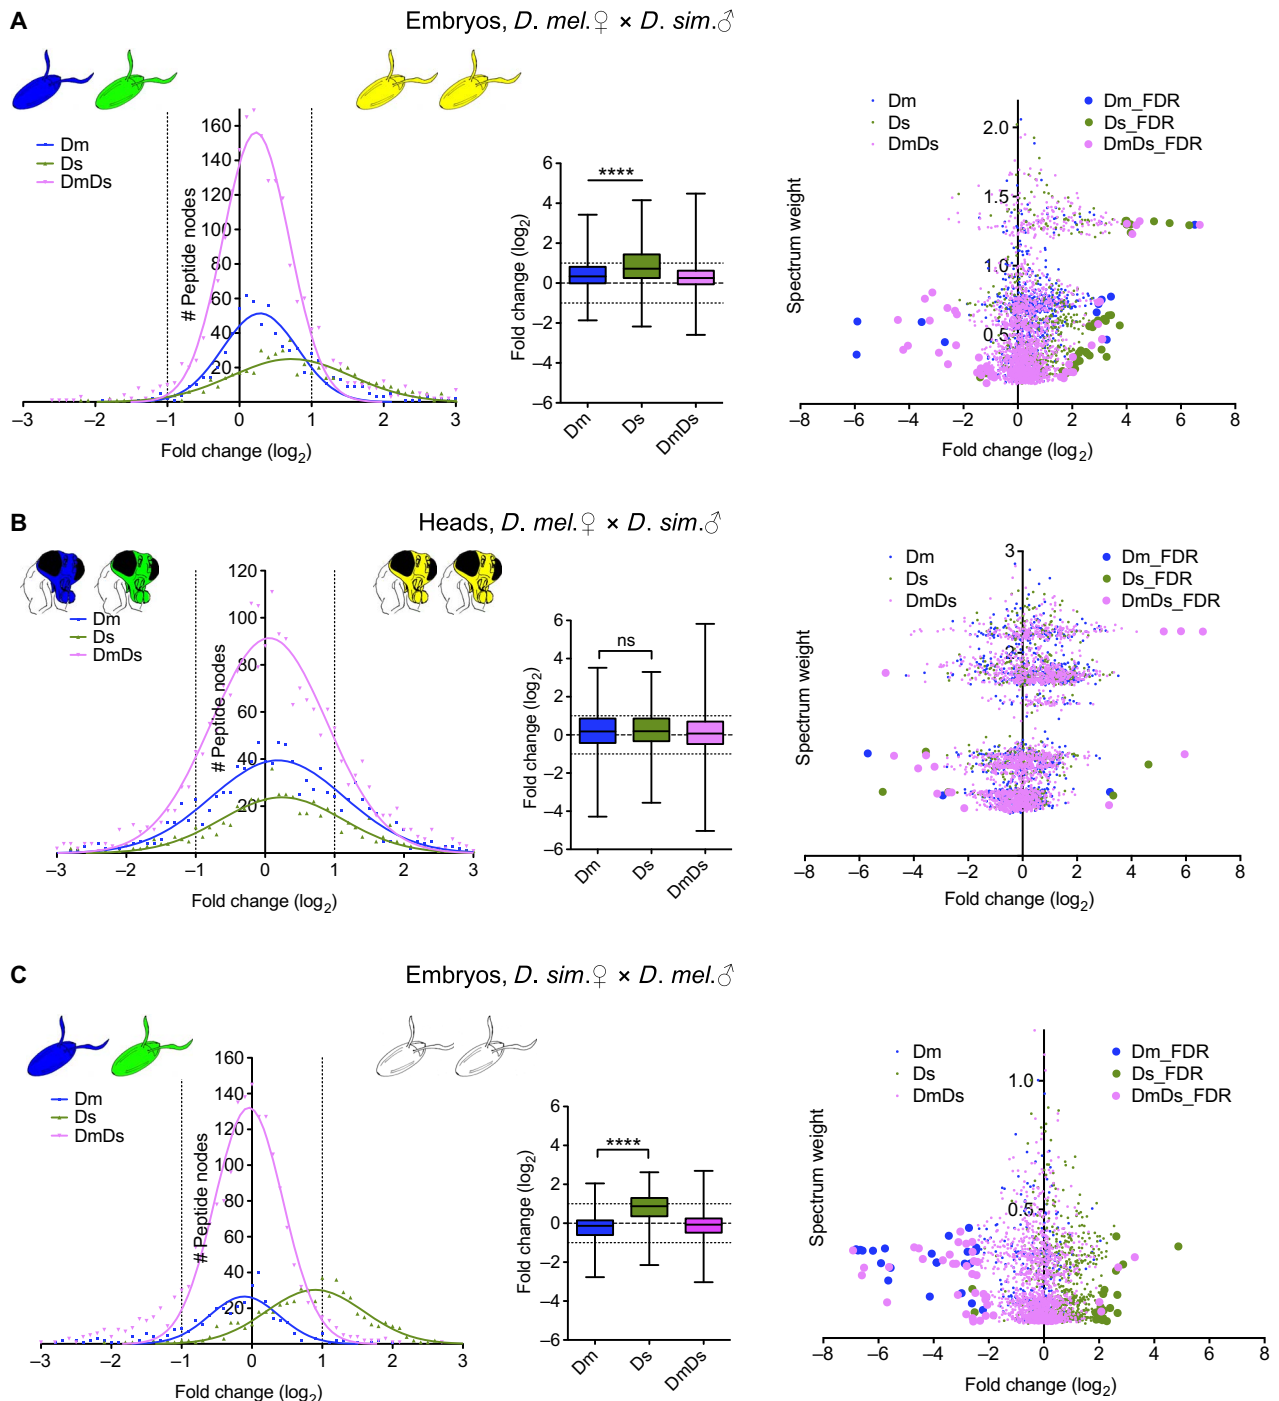 A
Embryos, D. mel.♀ × D. sim.♂
Dm
Ds
DmDs
# Peptide nodes
160
140
120
100
80
60
40
20
–3 –2 –1 0 1 2 3
Fold change (log2)
****
Fold change (log2)
6
4
2
0
–2
–4
–6
Dm Ds DmDs
Dm Dm_FDR
Ds Ds_FDR
DmDs DmDs_FDR
Spectrum weight
2.0
1.5
1.0
0.5
–8 –6 –4 –2 0 2 4 6 8
Fold change (log2)
B
Heads, D. mel.♀ × D. sim.♂
Dm
Ds
DmDs
# Peptide nodes
120
100
80
60
40
20
–3 –2 –1 0 1 2 3
Fold change (log2)
ns
Fold change (log2)
6
4
2
0
–2
–4
–6
Dm Ds DmDs
Dm Dm_FDR
Ds Ds_FDR
DmDs DmDs_FDR
Spectrum weight
3
2
–8 –6 –4 –2 0 2 4 6 8
Fold change (log2)
C
Embryos, D. sim.♀ × D. mel.♂
Dm
Ds
DmDs
# Peptide nodes
160
140
120
100
80
60
40
20
–3 –2 –1 0 1 2 3
Fold change (log2)
****
Fold change (log2)
6
4
2
0
–2
–4
–6
Dm Ds DmDs
Dm Dm_FDR
Ds Ds_FDR
DmDs DmDs_FDR
Spectrum weight
1.0
0.5
–8 –6 –4 –2 0 2 4 6 8
Fold change (log2)